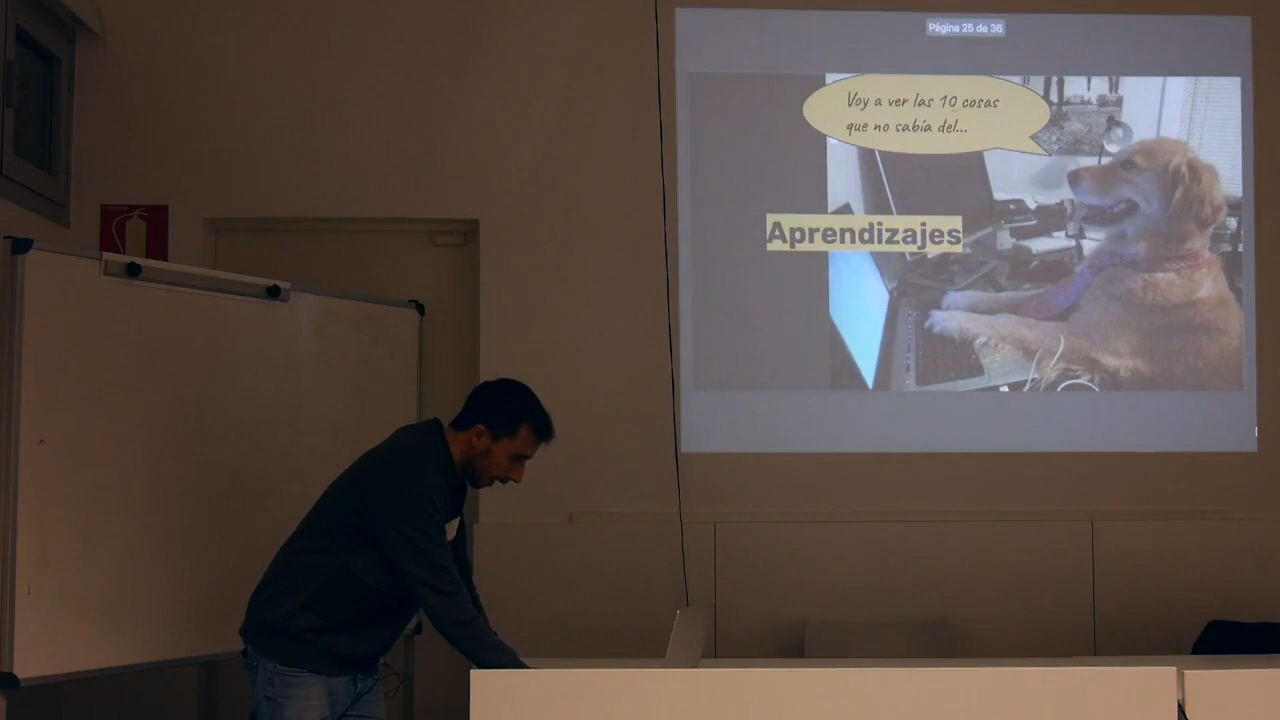 Página 25 de 36
Voy a ver las 10 cosas
que no sabía del...
Aprendizajes